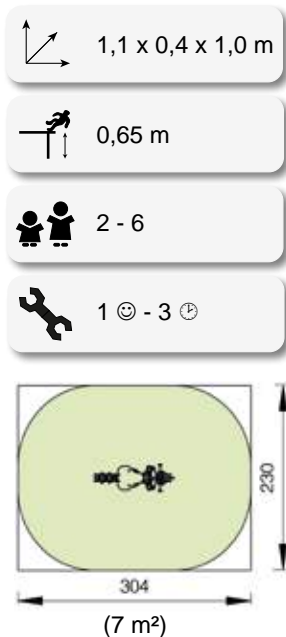 1,1 x 0,4 x 1,0 m
0,65 m
2 - 6
1 ☺ - 3 🕑
230
304
(7 m²)